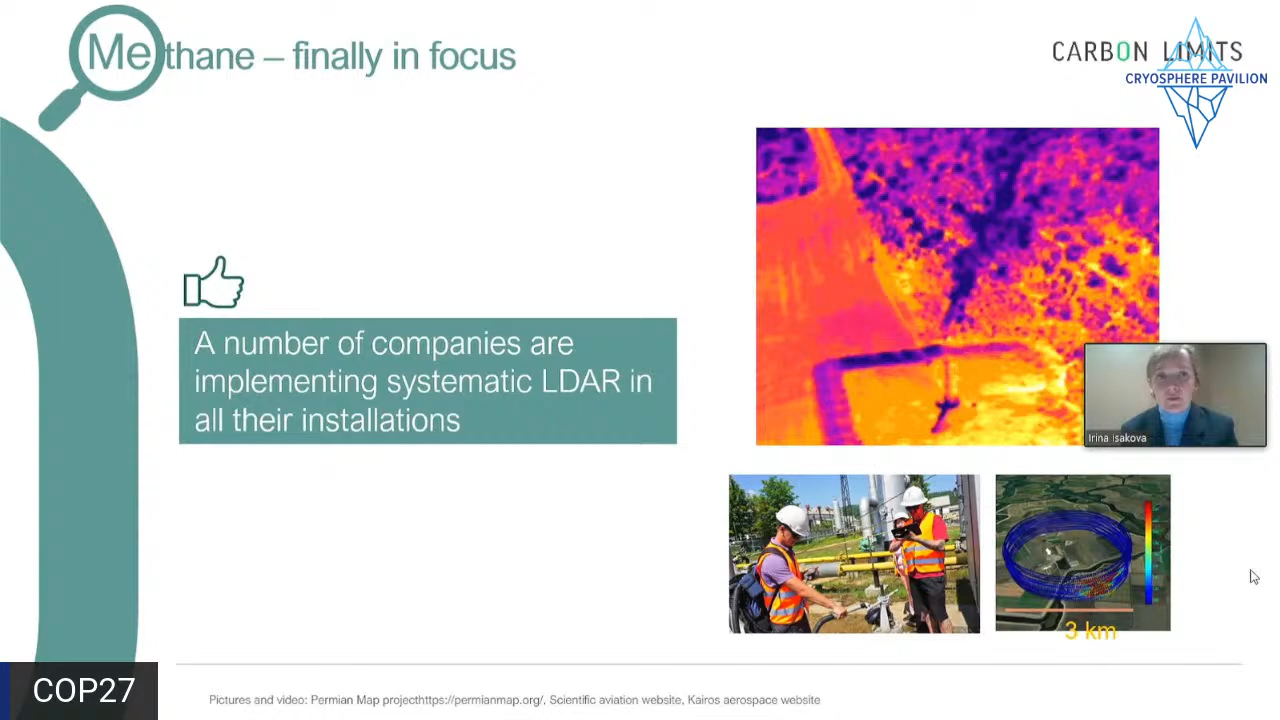 Methane – finally in focus
CARBON LIMITS
CRYOSPHERE PAVILION
A number of companies are
implementing systematic LDAR in
all their installations
Irina Isakova
3 km
COP27
Pictures and video: Permian Map projecthttps://permianmap.org/, Scientific aviation website, Kairos aerospace website